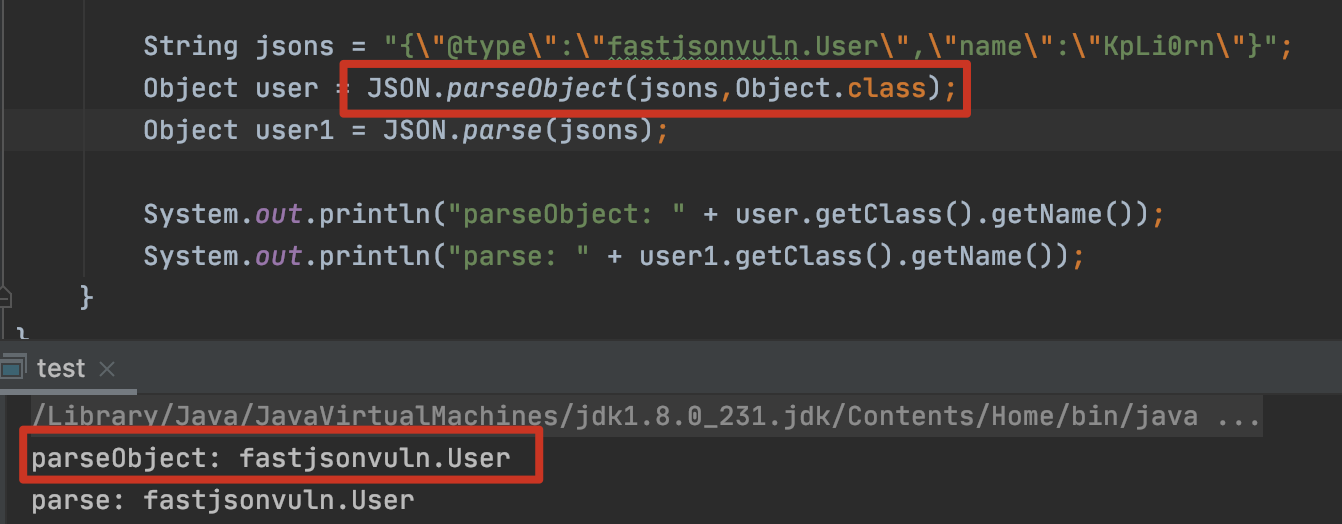 String jsons = "{\"@type\":\"fastjsonvuln.User\",\"name\":\"KpLi0rn\"}";
Object user = JSON.parseObject(jsons,Object.class);
Object user1 = JSON.parse(jsons);
System.out.println("parseObject: " + user.getClass().getName());
System.out.println("parse: " + user1.getClass().getName());
}
}
test ×
/Library/Java/JavaVirtualMachines/jdk1.8.0_231.jdk/Contents/Home/bin/java ...
parseObject: fastjsonvuln.User
parse: fastjsonvuln.User